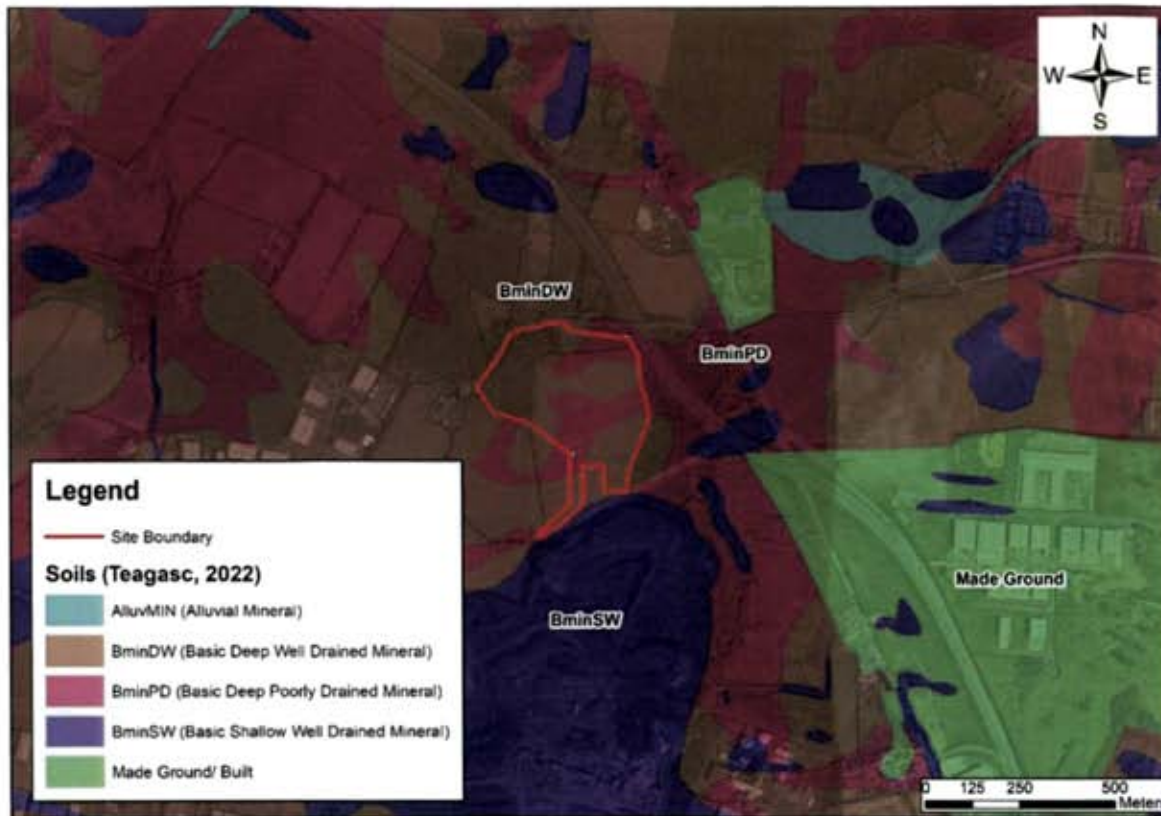 N
W E
S
BminDW
BminPD
Legend
Site Boundary
Soils (Teagasc, 2022)
AlluvMIN (Alluvial Mineral)
BminDW (Basic Deep Well Drained Mineral)
BminPD (Basic Deep Poorly Drained Mineral)
BminSW (Basic Shallow Well Drained Mineral)
Made Ground/ Built
Made Ground
BminSW
0 125 250 500
Meter